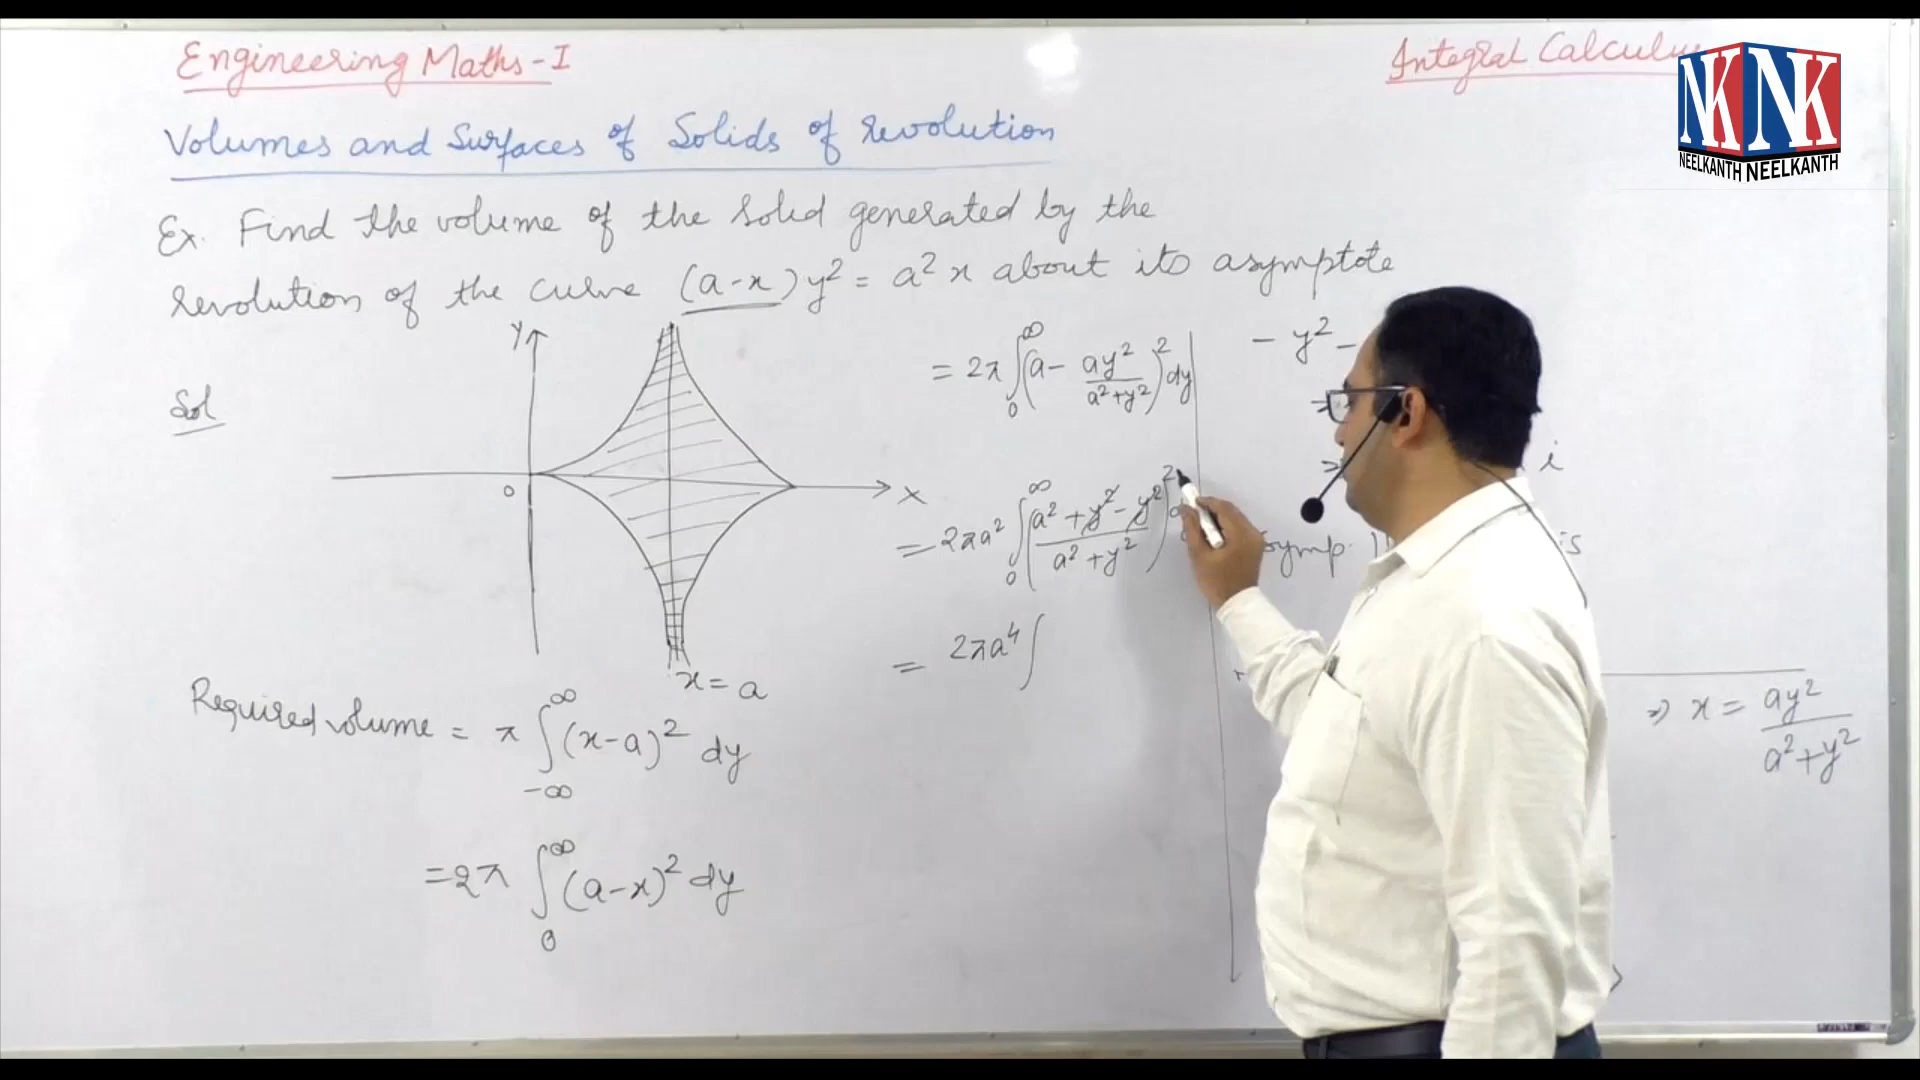 Engineering Maths-I
Integral Calculus
NK NK
NEELKANTH NEELKANTH
Volumes and Surfaces of Solids of revolution
Ex. Find the volume of the solid generated by the
revolution of the curve (a-x)y² = a²x about its asymptote
Sol
Y
X
0
x = a
Required volume = π ∫_{-∞}^{∞} (x-a)² dy
= 2π ∫_0^∞ (a-x)² dy
= 2π ∫_0^∞ (a - ay²/(a²+y²))² dy
= 2πa² ∫_0^∞ ((a²+y²-y²)/(a²+y²))² d
= 2πa⁴ ∫
- y² -
⇒ x = ay²/(a²+y²)